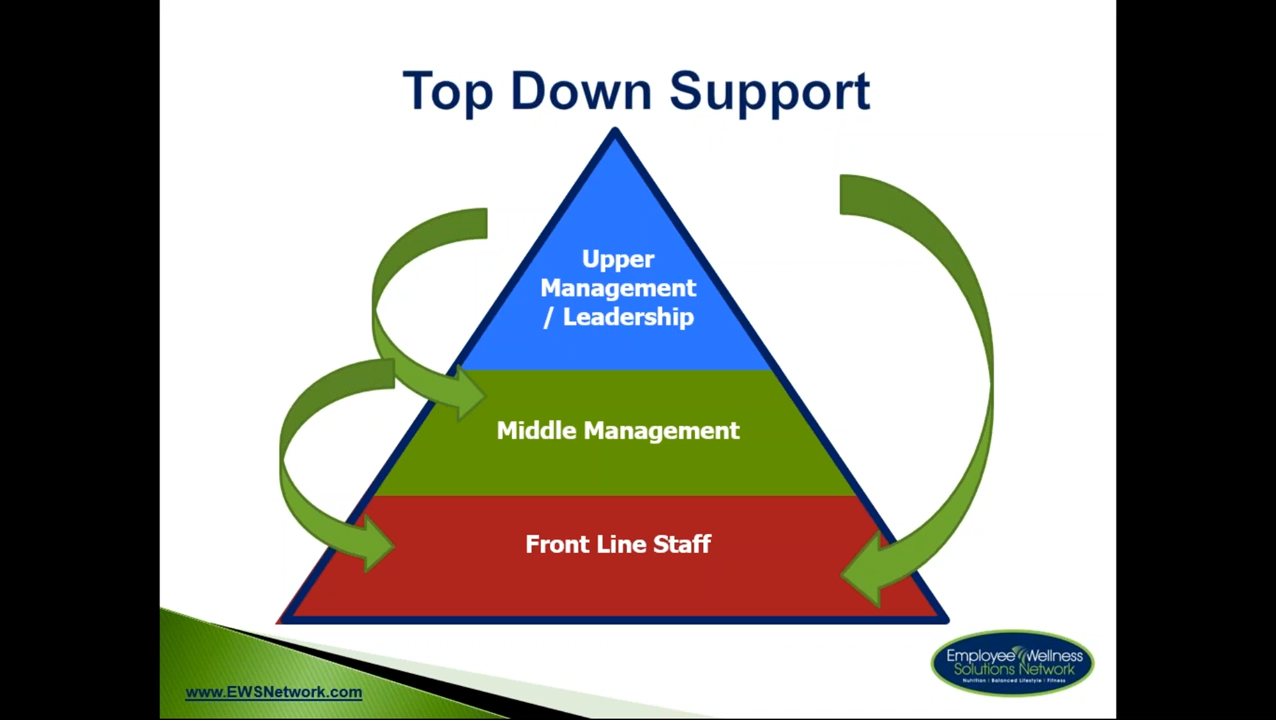 Top Down Support
Upper
Management
/ Leadership
Middle Management
Front Line Staff
www.EWSNetwork.com
Employee Wellness
Solutions Network
Nutrition | Balanced Lifestyle | Fitness